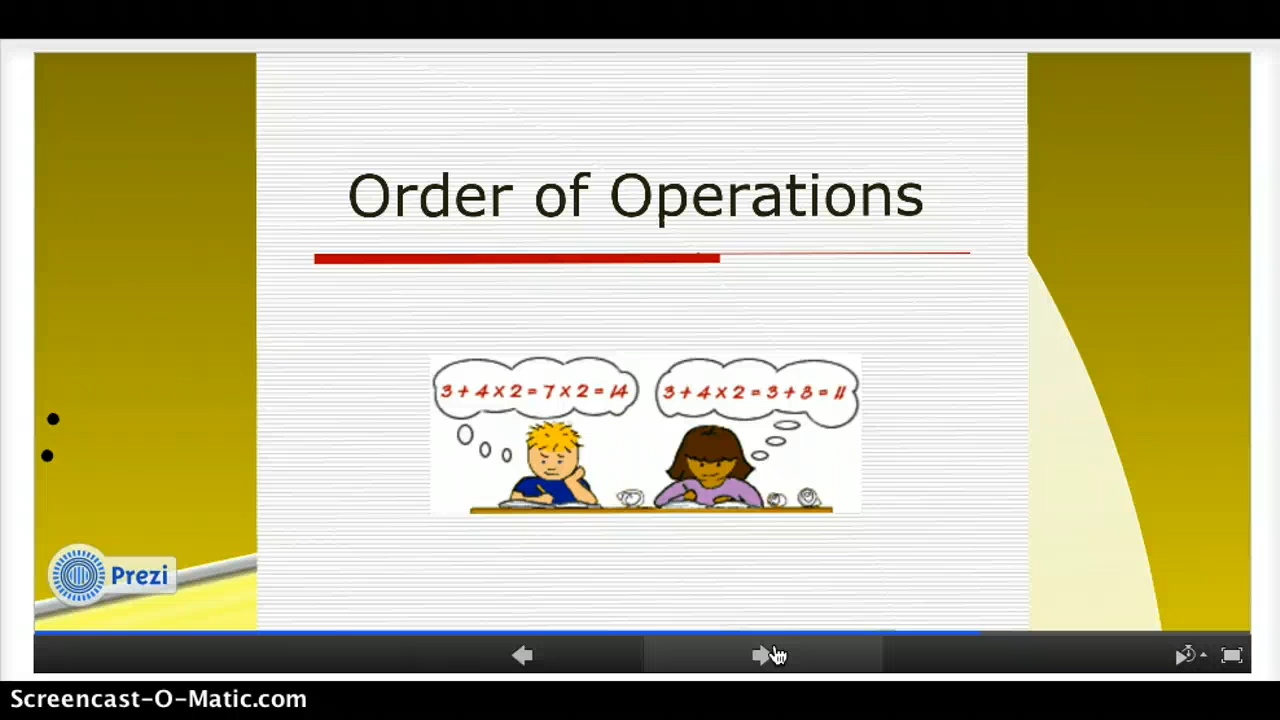 Order of Operations
3 + 4 x 2 = 7 x 2 = 14
3 + 4 x 2 = 3 + 8 = 11
Prezi
Screencast-O-Matic.com